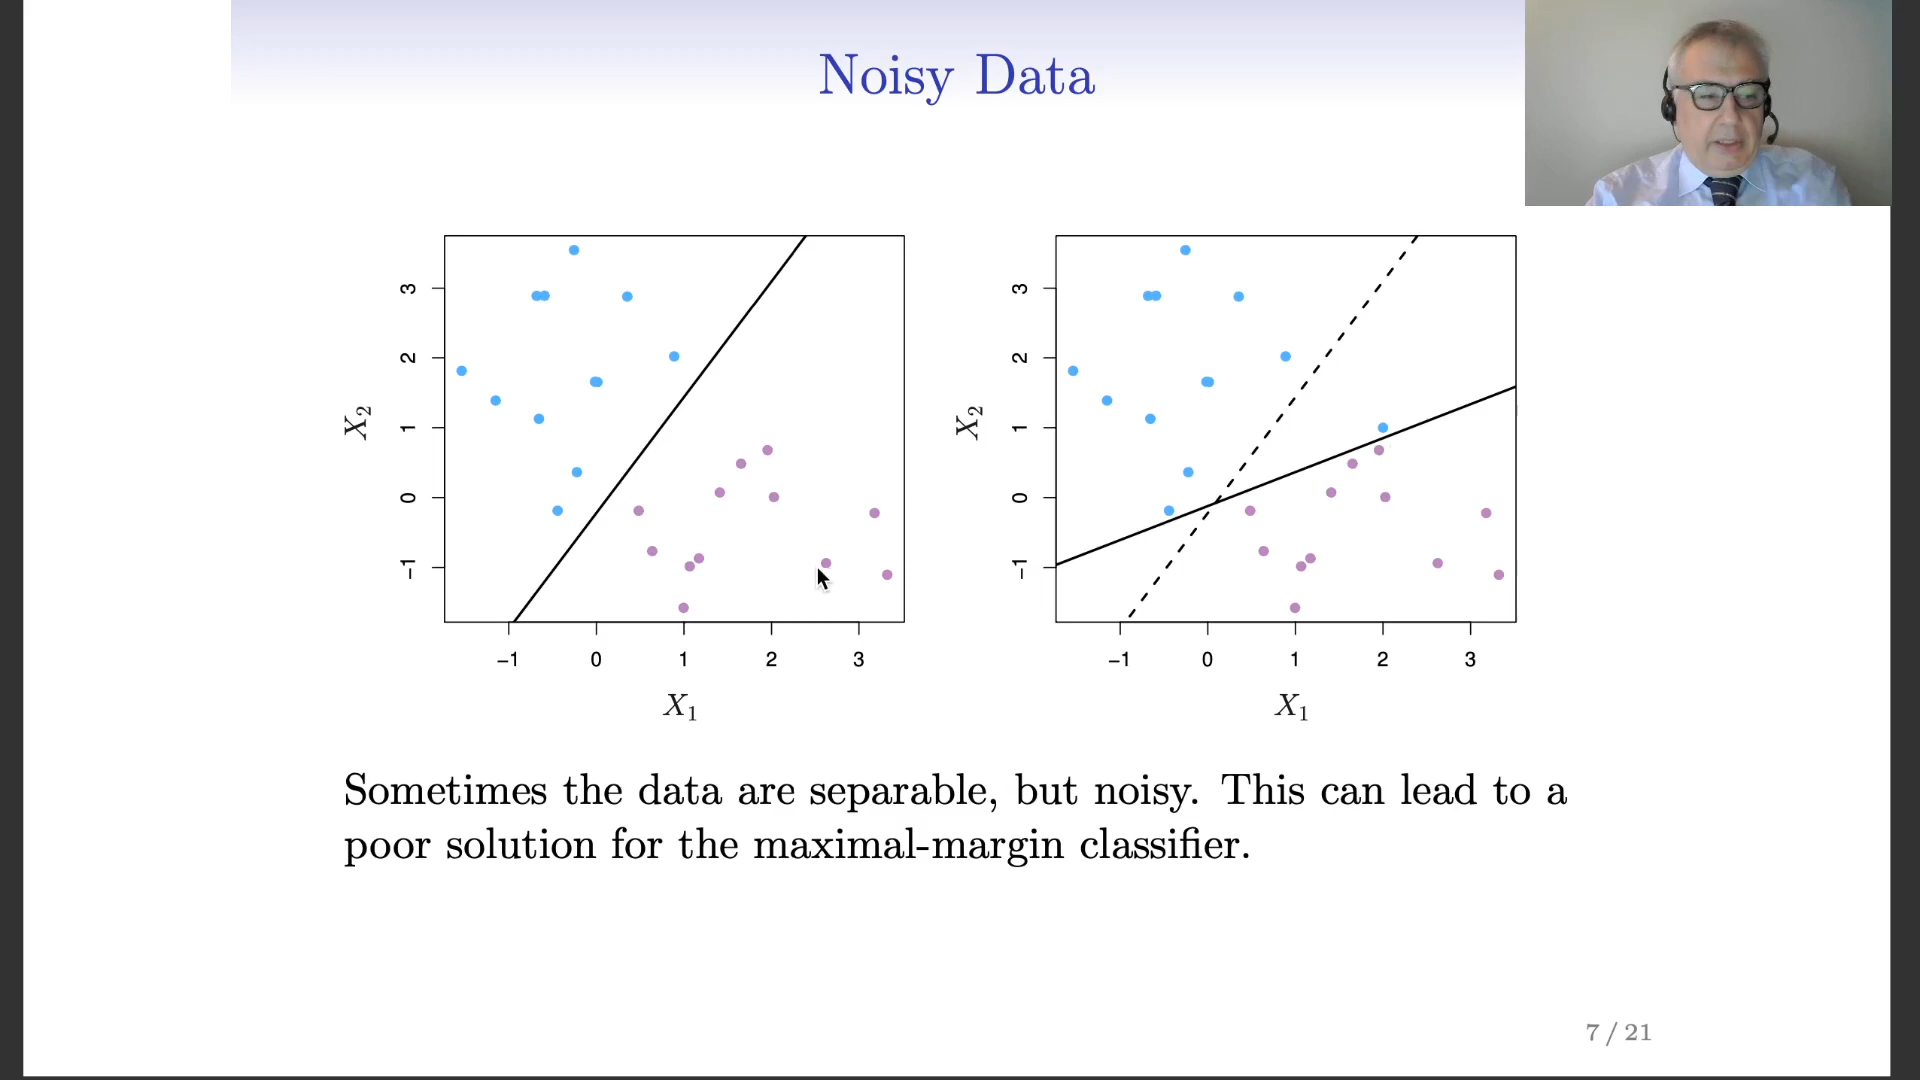 Noisy Data
3
2
1
0
−1
X2
−1 0 1 2 3
X1
3
2
1
0
−1
X2
−1 0 1 2 3
X1
Sometimes the data are separable, but noisy. This can lead to a
poor solution for the maximal-margin classifier.
7 / 21